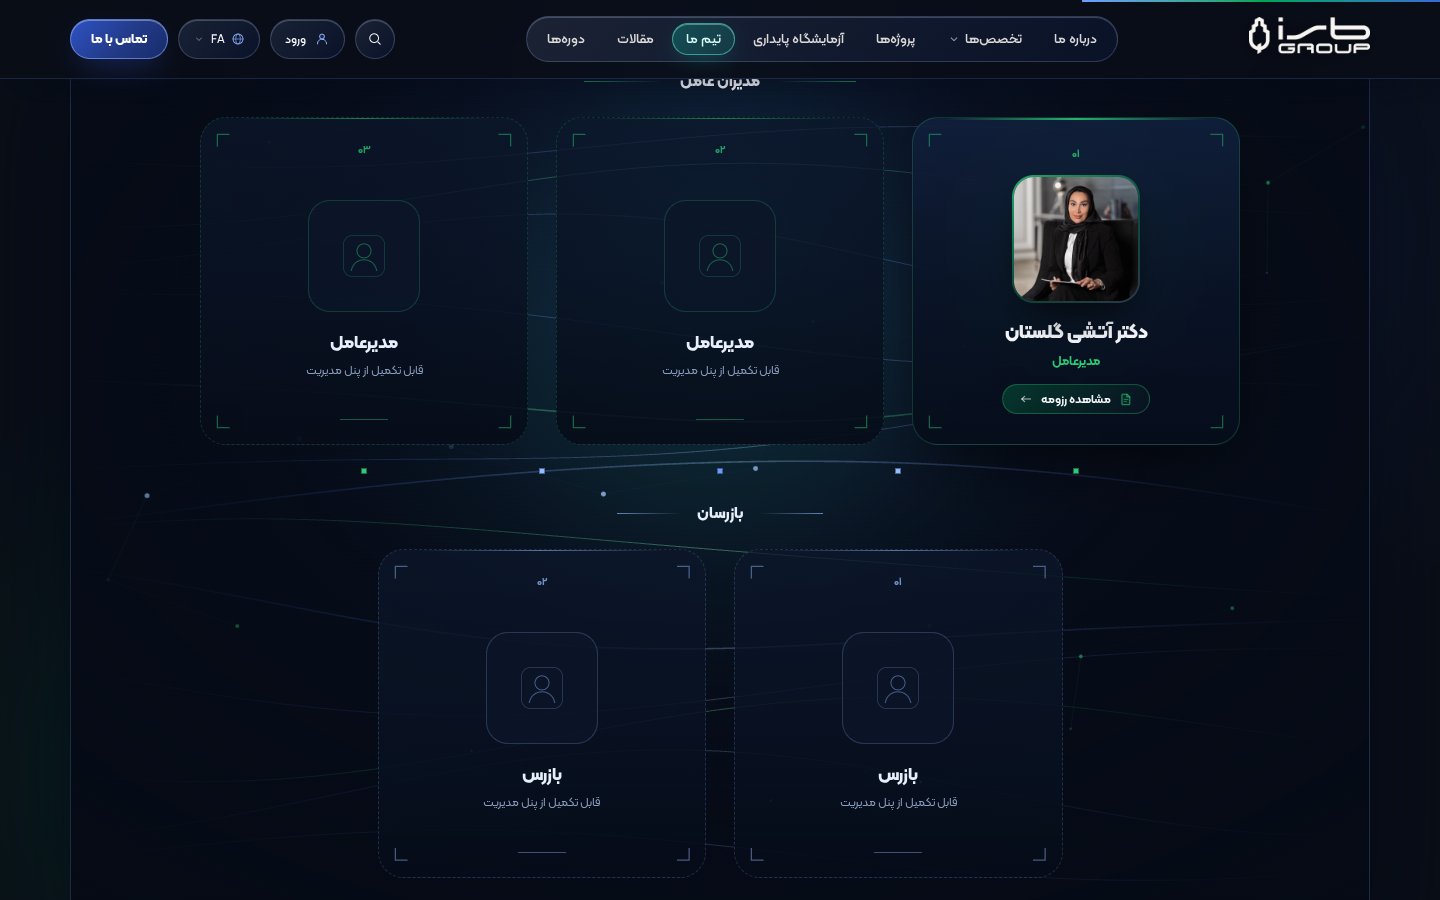 درباره ما
تخصص‌ها
پروژه‌ها
آزمایشگاه پایداری
تیم ما
مقالات
دوره‌ها
ورود
FA
تماس با ما
GROUP
مدیران عامل
۰۱
دکتر آتشی گلستان
مدیرعامل
مشاهده رزومه
۰۲
مدیرعامل
قابل تکمیل از پنل مدیریت
۰۳
مدیرعامل
قابل تکمیل از پنل مدیریت
بازرسان
۰۱
بازرس
قابل تکمیل از پنل مدیریت
۰۲
بازرس
قابل تکمیل از پنل مدیریت